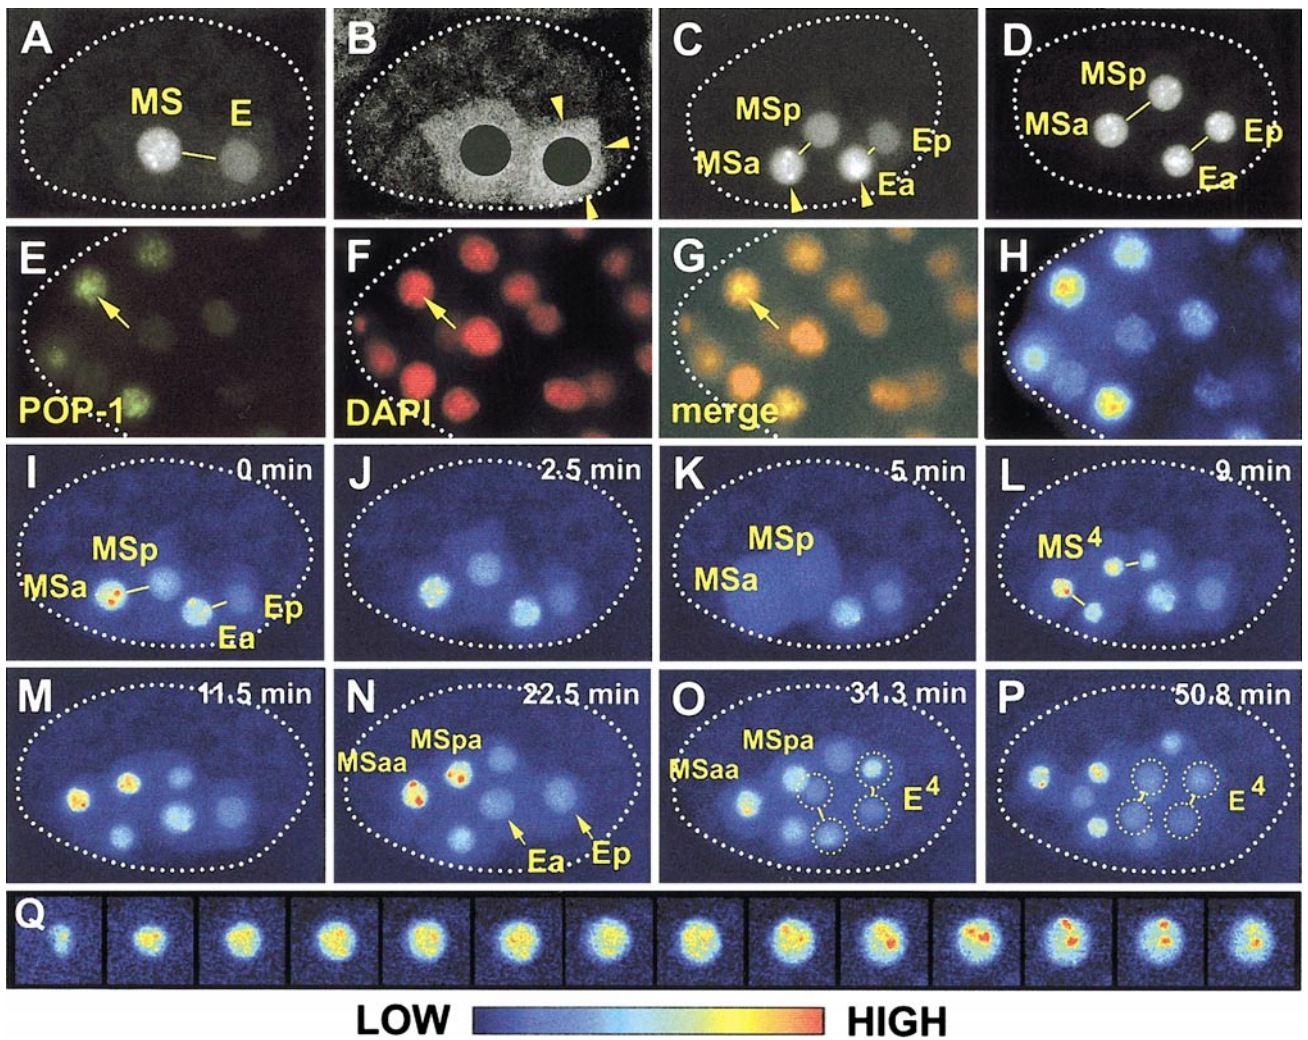 A
MS
E
B
C
MSp
MSa
Ep
Ea
D
MSp
MSa
Ep
Ea
E
POP-1
F
DAPI
G
merge
H
I
0 min
MSp
MSa
Ep
Ea
J
2.5 min
K
5 min
MSp
MSa
L
9 min
MS4
M
11.5 min
N
22.5 min
MSpa
MSaa
Ea
Ep
O
31.3 min
MSpa
MSaa
E4
P
50.8 min
E4
Q
LOW HIGH